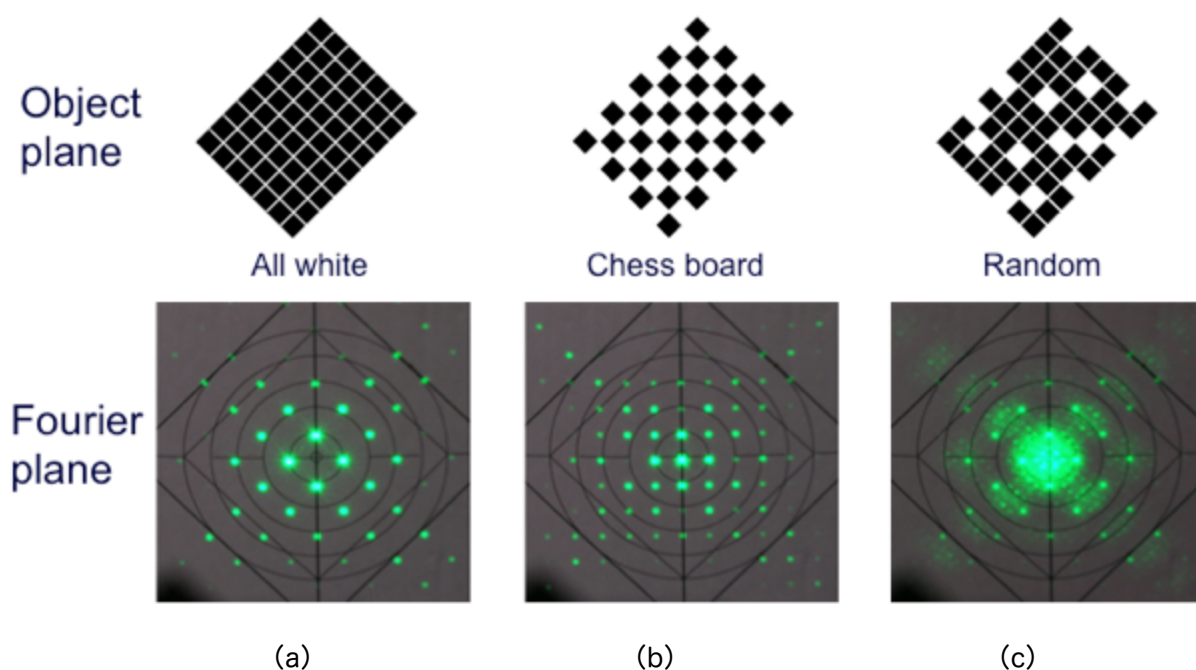 Object
plane
All white
Chess board
Random
Fourier
plane
(a)
(b)
(c)